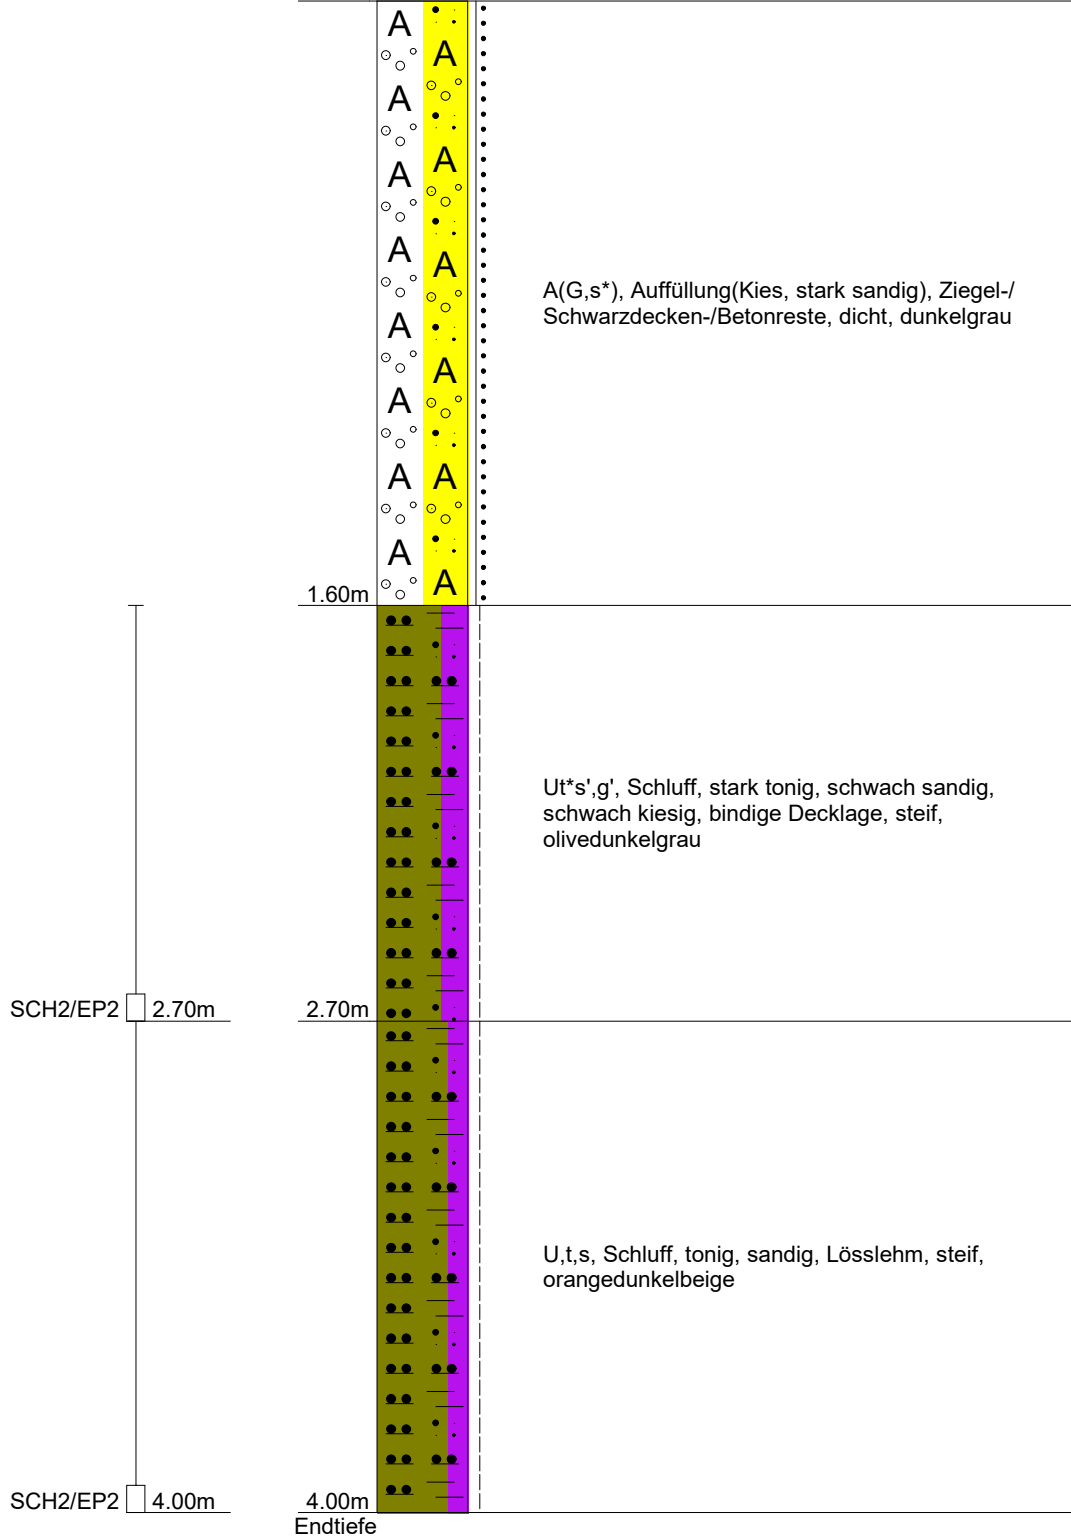 A
A
A
A
A
A
A
A
A
A
A
A
A
A
A(G,s*), Auffüllung(Kies, stark sandig), Ziegel-/
Schwarzdecken-/Betonreste, dicht, dunkelgrau
1.60m
Ut*s',g', Schluff, stark tonig, schwach sandig,
schwach kiesig, bindige Decklage, steif,
olivedunkelgrau
SCH2/EP2 2.70m 2.70m
U,t,s, Schluff, tonig, sandig, Lösslehm, steif,
orangedunkelbeige
SCH2/EP2 4.00m 4.00m
Endtiefe